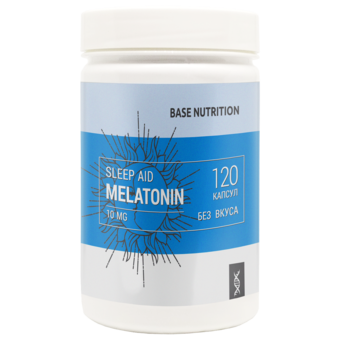 BASE NUTRITION
SLEEP AID
MELATONIN
10 MG
120
КАПСУЛ
БЕЗ ВКУСА